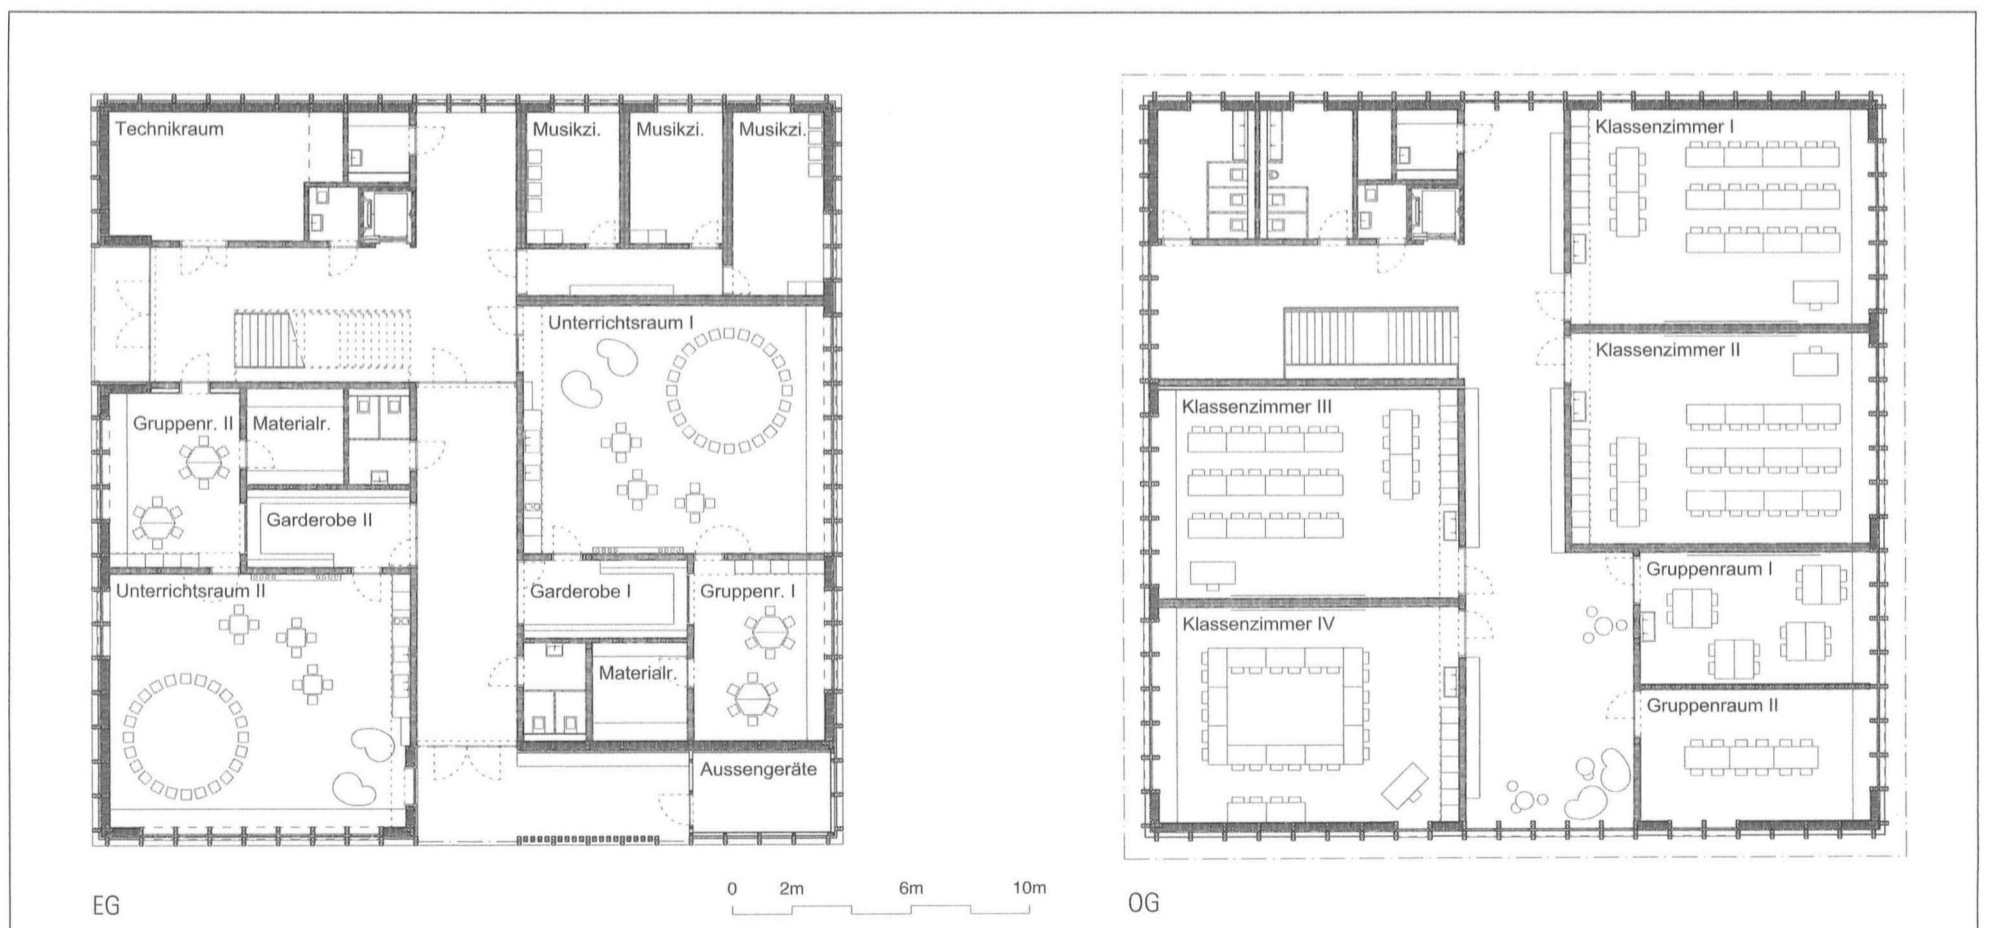 Technikraum
Musikzi.
Musikzi.
Musikzi.
Unterrichtsraum I
Gruppenr. II
Materialr.
Garderobe II
Unterrichtsraum II
Garderobe I
Gruppenr. I
Materialr.
Aussengeräte
EG
0 2m 6m 10m
Klassenzimmer I
Klassenzimmer II
Klassenzimmer III
Gruppenraum I
Klassenzimmer IV
Gruppenraum II
OG